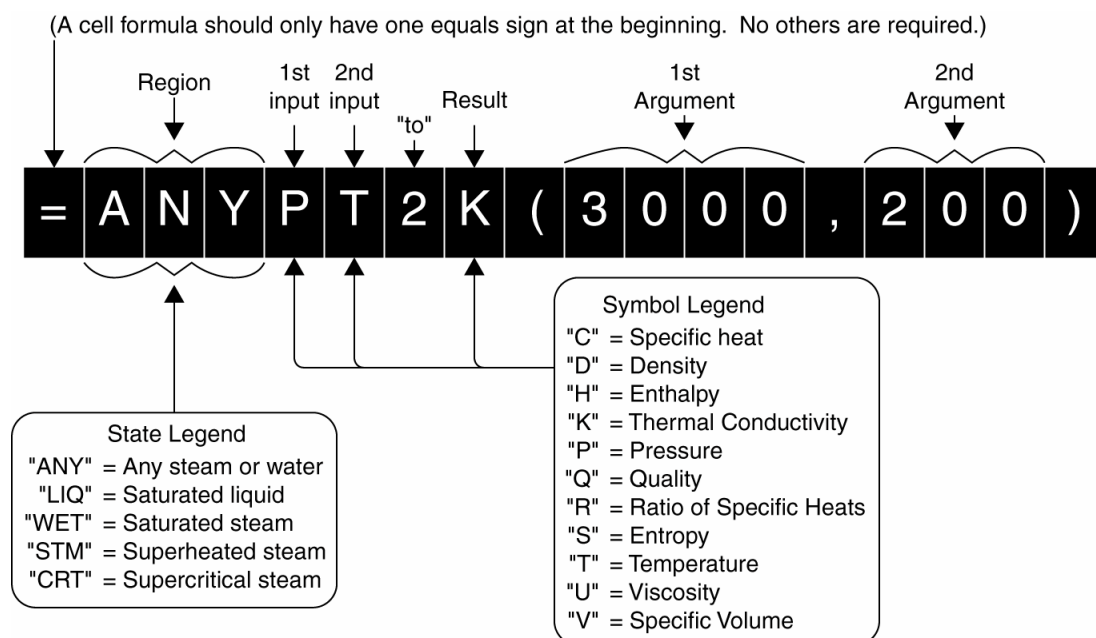 (A cell formula should only have one equals sign at the beginning.  No others are required.)
Region
1st
input
2nd
input
"to"
Result
1st
Argument
2nd
Argument
=ANYPT2K(3000,200)
State Legend
"ANY" = Any steam or water
"LIQ" = Saturated liquid
"WET" = Saturated steam
"STM" = Superheated steam
"CRT" = Supercritical steam
Symbol Legend
"C" = Specific heat
"D" = Density
"H" = Enthalpy
"K" = Thermal Conductivity
"P" = Pressure
"Q" = Quality
"R" = Ratio of Specific Heats
"S" = Entropy
"T" = Temperature
"U" = Viscosity
"V" = Specific Volume